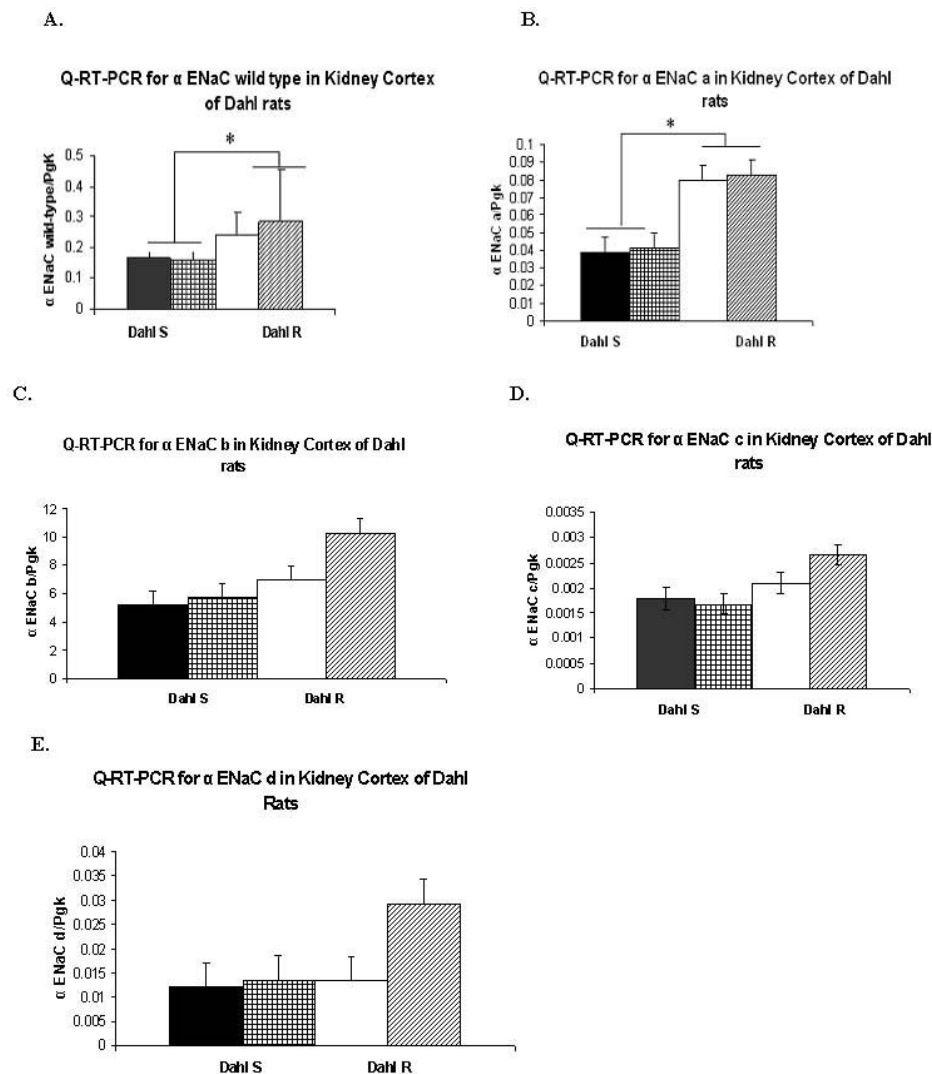 A.
Q-RT-PCR for α ENaC wild type in Kidney Cortex
of Dahl rats
*
α ENaC wild-type/PgK
0.5
0.4
0.3
0.2
0.1
0
Dahl S
Dahl R
B.
Q-RT-PCR for α ENaC a in Kidney Cortex of Dahl
rats
*
α ENaC a/Pgk
0.1
0.09
0.08
0.07
0.06
0.05
0.04
0.03
0.02
0.01
0
Dahl S
Dahl R
C.
Q-RT-PCR for α ENaC b in Kidney Cortex of Dahl
rats
α ENaC b/Pgk
12
10
8
6
4
2
0
Dahl S
Dahl R
D.
Q-RT-PCR for α ENaC c in Kidney Cortex of Dahl
rats
α ENaC c/Pgk
0.0035
0.003
0.0025
0.002
0.0015
0.001
0.0005
0
Dahl S
Dahl R
E.
Q-RT-PCR for α ENaC d in Kidney Cortex of Dahl
Rats
α ENaC d/Pgk
0.04
0.035
0.03
0.025
0.02
0.015
0.01
0.005
0
Dahl S
Dahl R